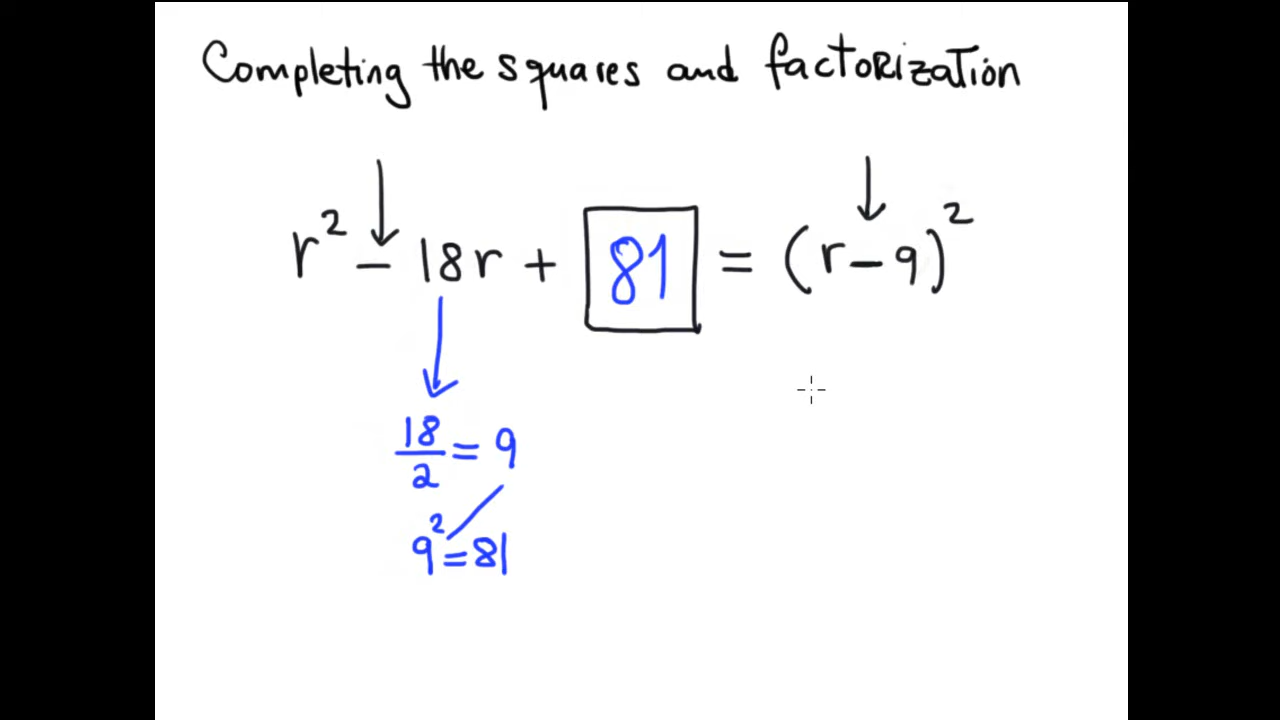 Completing the squares and factorization
r² - 18r + 81 = (r - 9)²
18/2 = 9
9² = 81